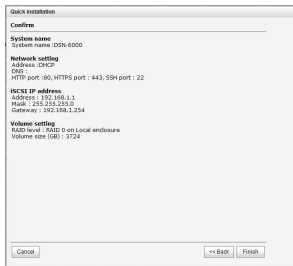 Quick installation
Confirm
System name
System name :DSN-6000
Network setting
Address :DHCP
DNS :
HTTP port :80, HTTPS port : 443, SSH port : 22
iSCSI IP address
Address : 192.168.1.1
Mask : 255.255.255.0
Gateway : 192.168.1.254
Volume setting
RAID level : RAID 0 on Local enclosure
Volume size (GB) : 3724
Cancel
<< Back
Finish